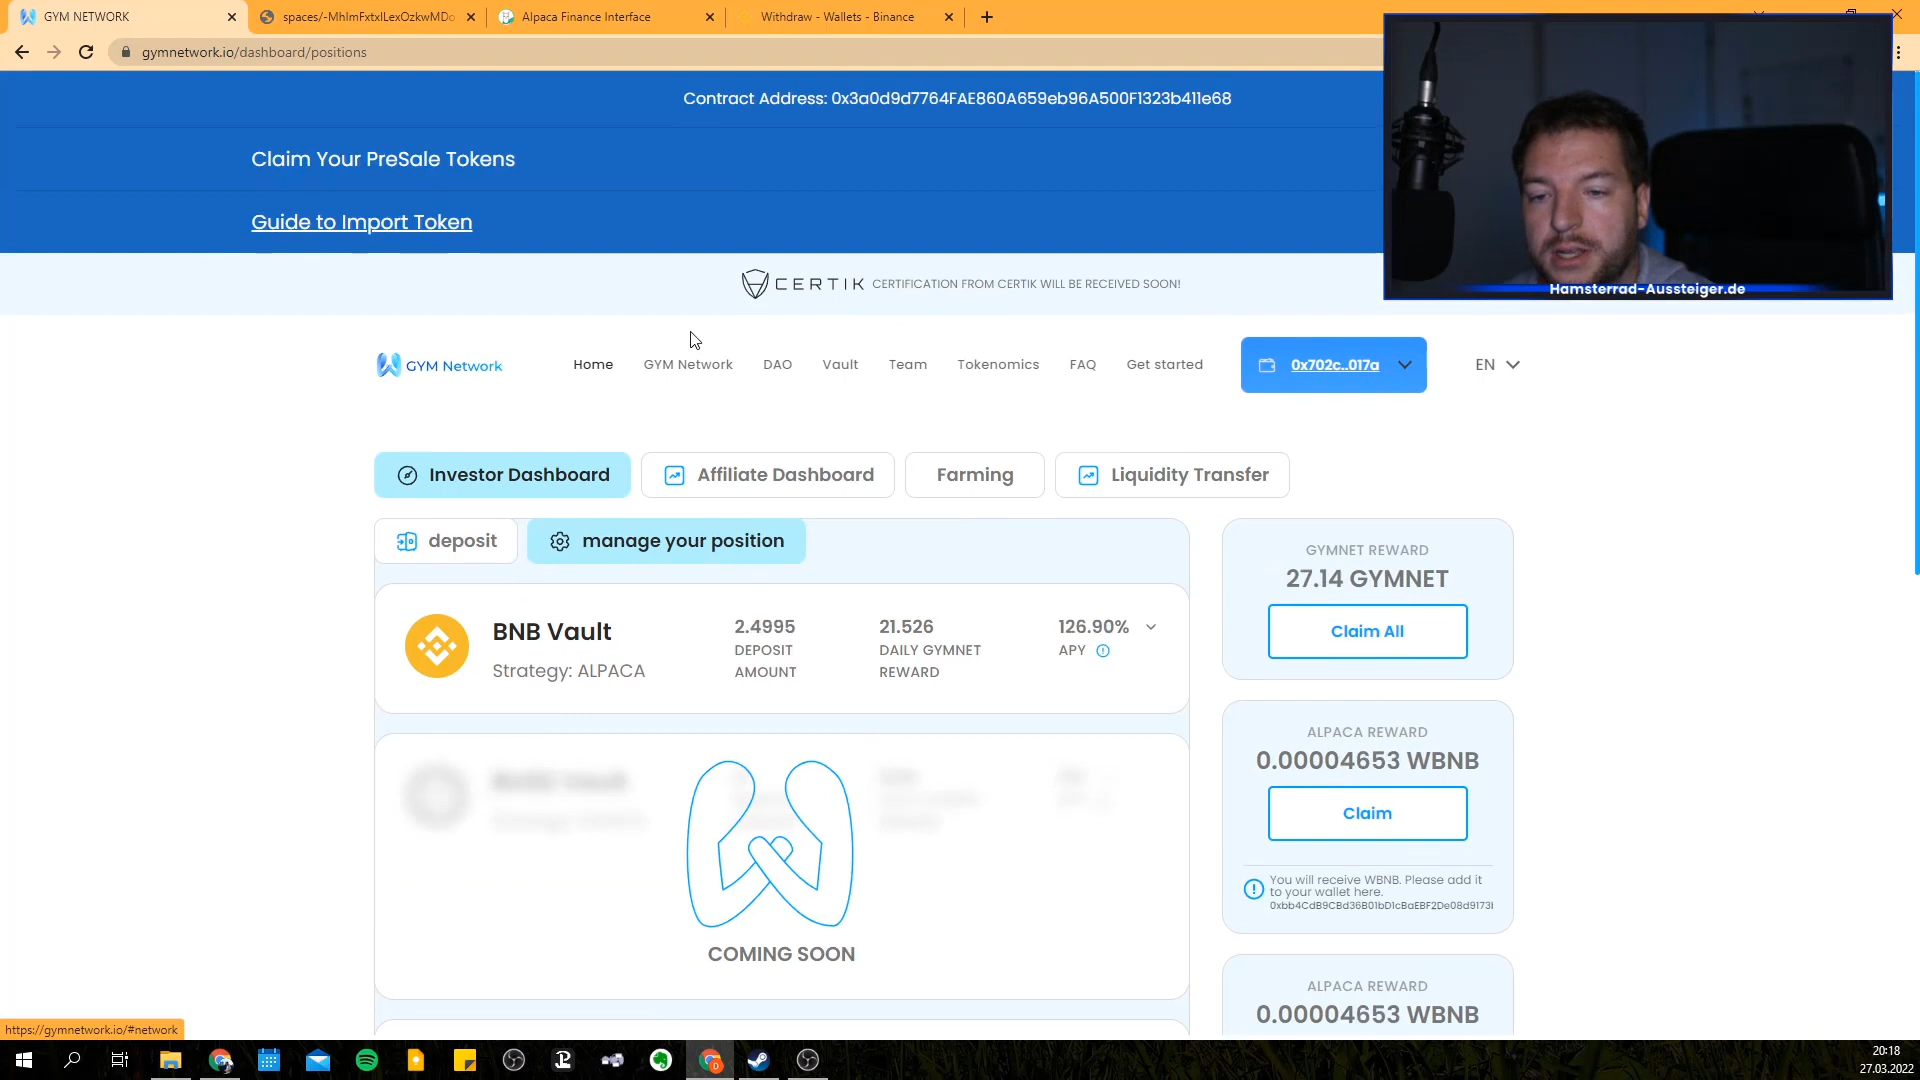 GYM NETWORK
spaces/-MhImFxtxILexOzkwMDo
Alpaca Finance Interface
Withdraw - Wallets - Binance
gymnetwork.io/dashboard/positions
Contract Address: 0x3a0d9d7764FAE860A659eb96A500F1323b411e68
Claim Your PreSale Tokens
Guide to Import Token
Hamsterrad-Aussteiger.de
CERTIK CERTIFICATION FROM CERTIK WILL BE RECEIVED SOON!
GYM Network
Home
GYM Network
DAO
Vault
Team
Tokenomics
FAQ
Get started
0x702c..017a
EN
Investor Dashboard
Affiliate Dashboard
Farming
Liquidity Transfer
deposit
manage your position
BNB Vault
Strategy: ALPACA
2.4995
DEPOSIT
AMOUNT
21.526
DAILY GYMNET
REWARD
126.90%
APY
COMING SOON
GYMNET REWARD
27.14 GYMNET
Claim All
ALPACA REWARD
0.00004653 WBNB
Claim
You will receive WBNB. Please add it
to your wallet here.
0xbb4CdB9CBd36B01bD1cBaEBF2De08d9173b
ALPACA REWARD
0.00004653 WBNB
https://gymnetwork.io/#network
20:18
27.03.2022